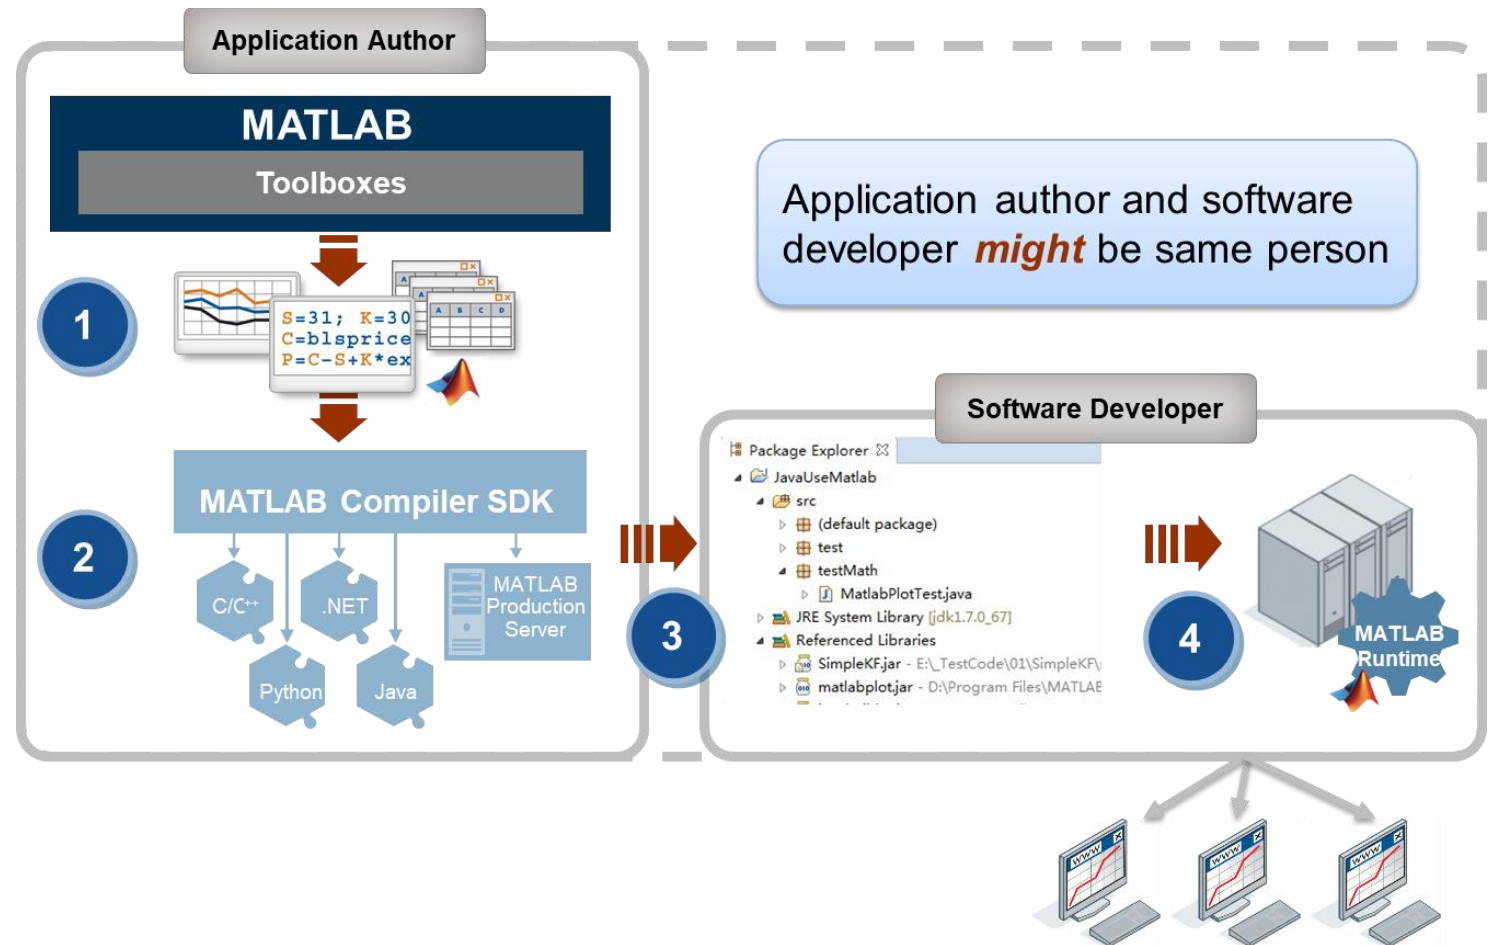 Application Author
MATLAB
Toolboxes
Application author and software
developer might be same person
1
S=31; K=30
C=blsprice
P=C-S+K*ex
A
A
A B C D
Software Developer
MATLAB Compiler SDK
2
C/C++
.NET
Python
Java
MATLAB
Production
Server
3
Package Explorer
JavaUseMatlab
src
(default package)
test
testMath
MatlabPlotTest.java
JRE System Library [jdk1.7.0_67]
Referenced Libraries
SimpleKF.jar - E:\_TestCode\01\SimpleKF\
matlabplot.jar - D:\Program Files\MATLAB
4
MATLAB
Runtime
WWW
WWW
WWW